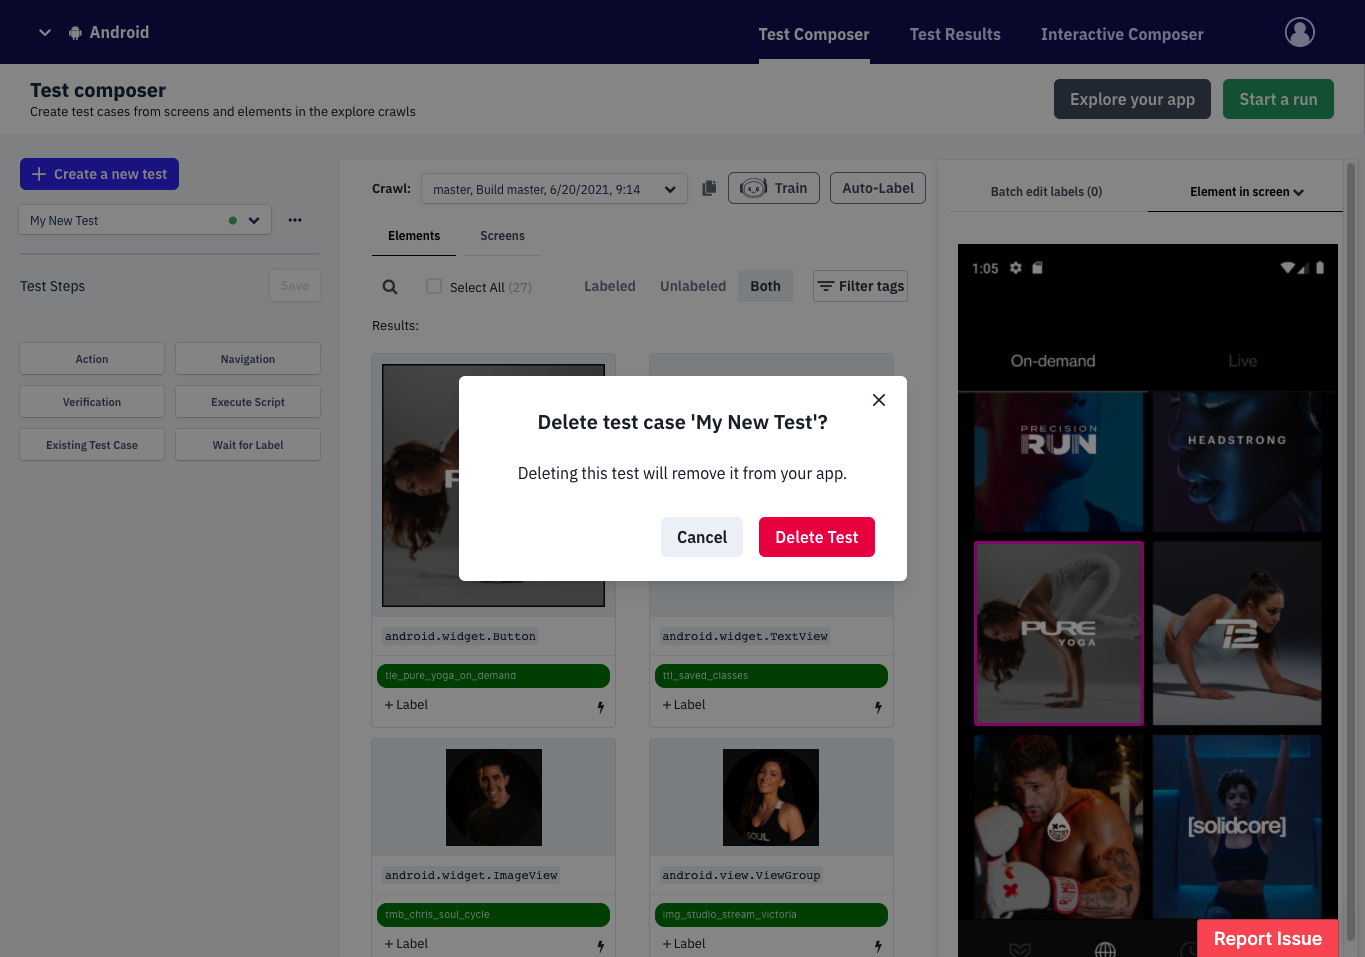 Android
Test Composer
Test Results
Interactive Composer
Test composer
Create test cases from screens and elements in the explore crawls
Explore your app
Start a run
Create a new test
My New Test
Test Steps
Save
Action
Navigation
Verification
Execute Script
Existing Test Case
Wait for Label
Crawl:
master, Build master, 6/20/2021, 9:14
Train
Auto-Label
Elements
Screens
Select All (27)
Labeled
Unlabeled
Both
Filter tags
Results:
Delete test case 'My New Test'?
Deleting this test will remove it from your app.
Cancel
Delete Test
android.widget.Button
android.widget.TextView
tle_pure_yoga_on_demand
ttl_saved_classes
+ Label
+ Label
SOUL
android.widget.ImageView
android.view.ViewGroup
tmb_chris_soul_cycle
img_studio_stream_victoria
+ Label
+ Label
Batch edit labels (0)
Element in screen
1:05
On-demand
Live
PRECISION
RUN
HEADSTRONG
PURE
YOGA
[solidcore]
Report Issue